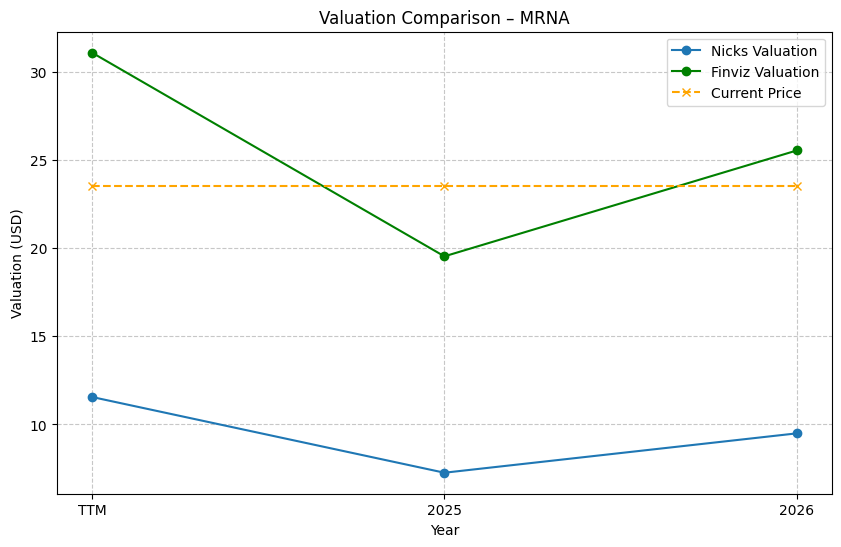 Valuation Comparison – MRNA
Nicks Valuation
Finviz Valuation
Current Price
Valuation (USD)
30
25
20
15
10
TTM
2025
2026
Year